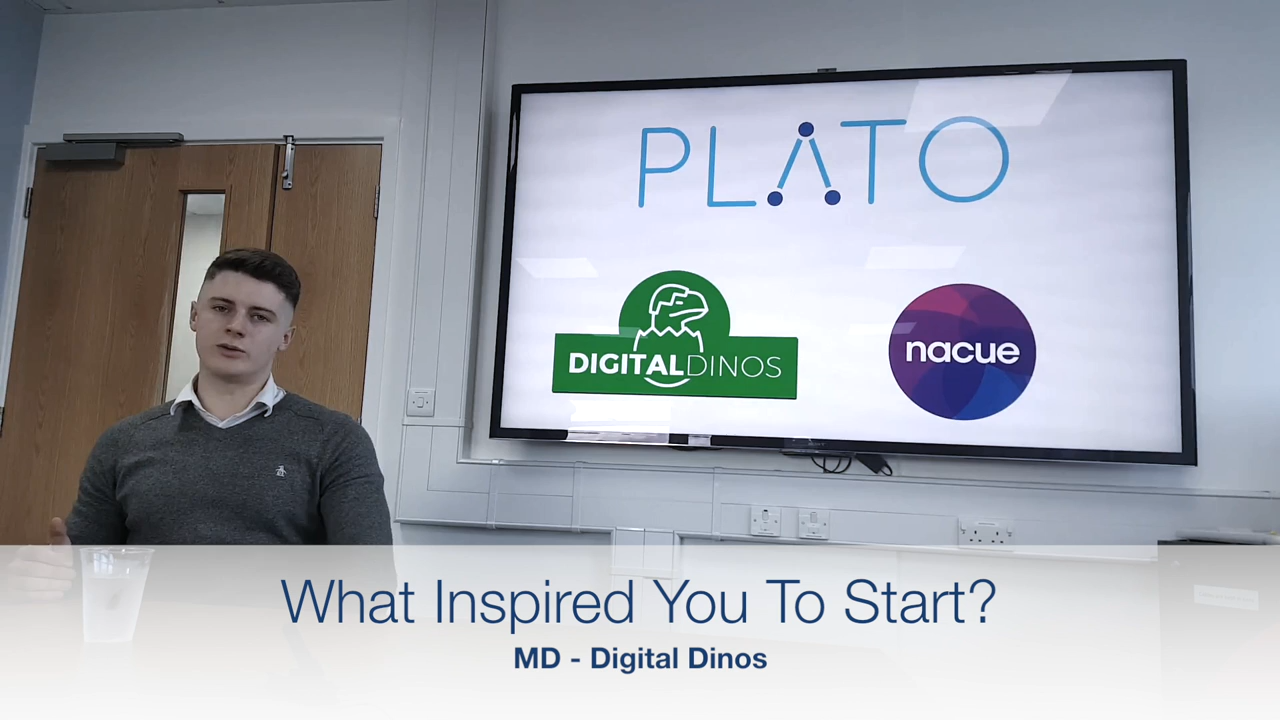 PLATO
DIGITALDINOS
nacue
What Inspired You To Start?
MD - Digital Dinos